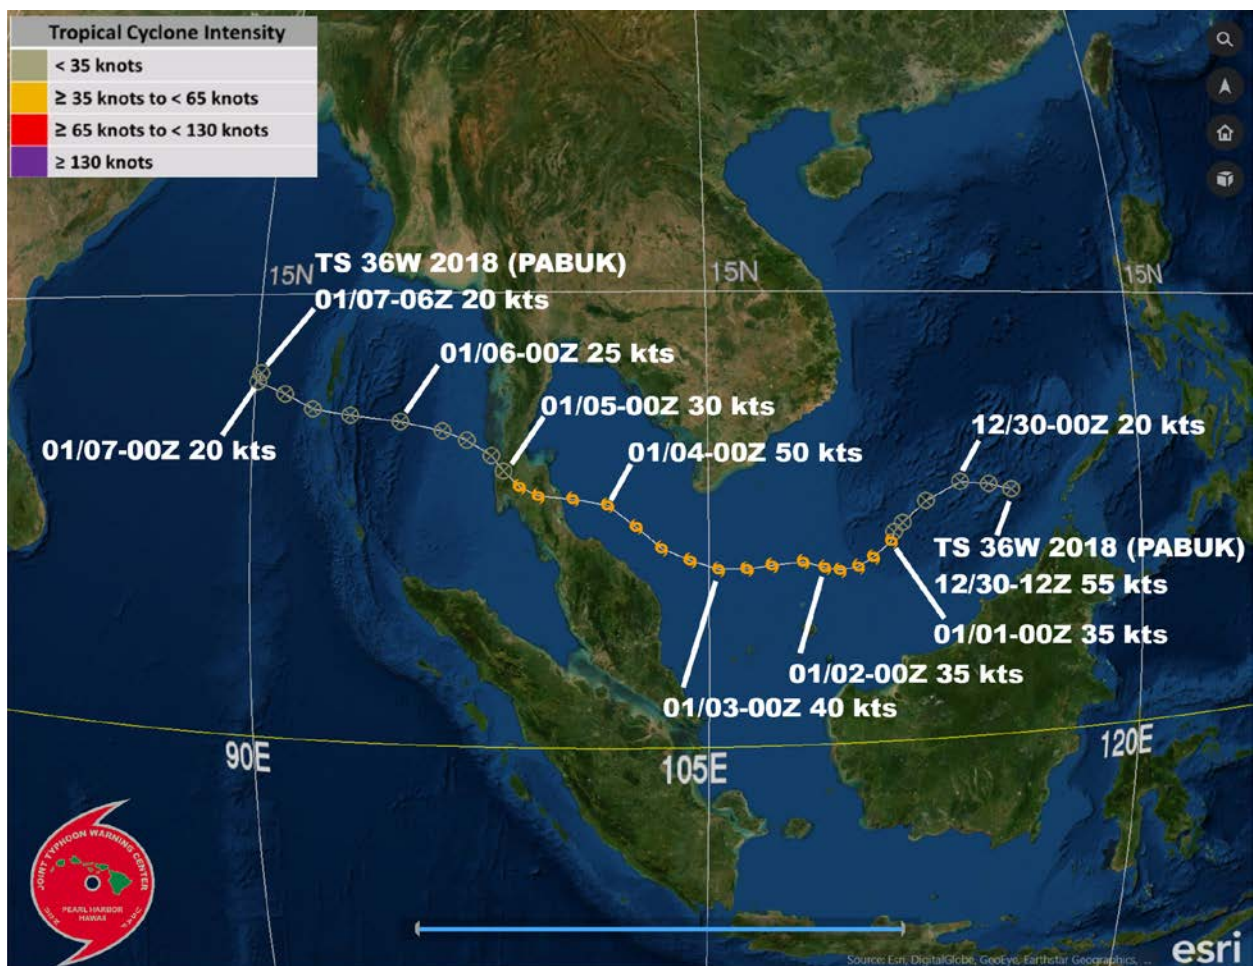 Tropical Cyclone Intensity
< 35 knots
≥ 35 knots to < 65 knots
≥ 65 knots to < 130 knots
≥ 130 knots
15N
15N
15N
TS 36W 2018 (PABUK)
01/07-06Z 20 kts
01/06-00Z 25 kts
01/05-00Z 30 kts
01/07-00Z 20 kts
01/04-00Z 50 kts
12/30-00Z 20 kts
TS 36W 2018 (PABUK)
12/30-12Z 55 kts
01/01-00Z 35 kts
01/02-00Z 35 kts
01/03-00Z 40 kts
90E
105E
120E
JOINT TYPHOON WARNING CENTER
PEARL HARBOR
HAWAII
Source: Esri, DigitalGlobe, GeoEye, Earthstar Geographics, ...
esri